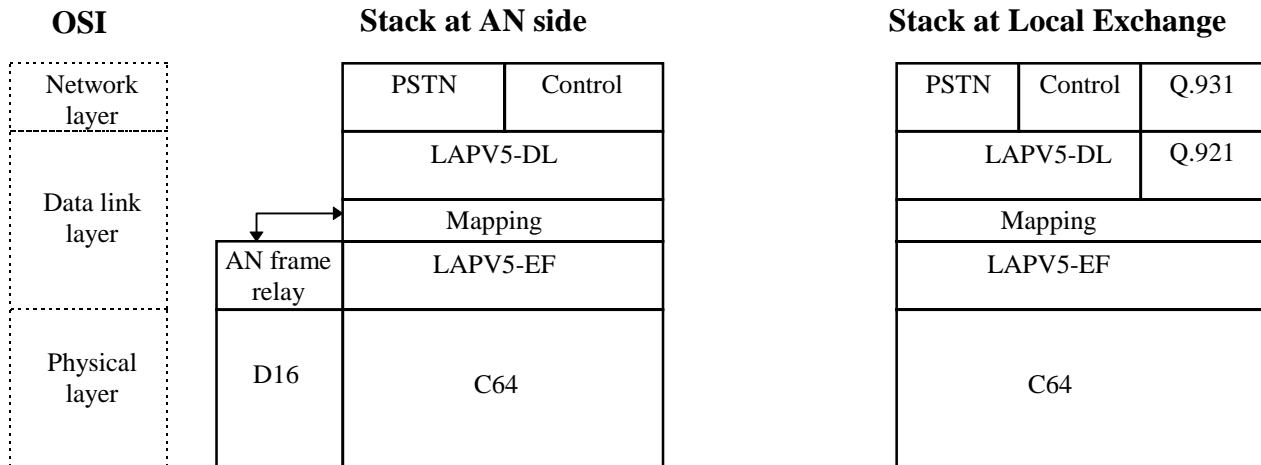 OSI
Stack at AN side
Stack at Local Exchange
Network
layer
PSTN
Control
PSTN
Control
Q.931
LAPV5-DL
LAPV5-DL
Q.921
Data link
layer
Mapping
Mapping
AN frame
relay
LAPV5-EF
LAPV5-EF
Physical
layer
D16
C64
C64